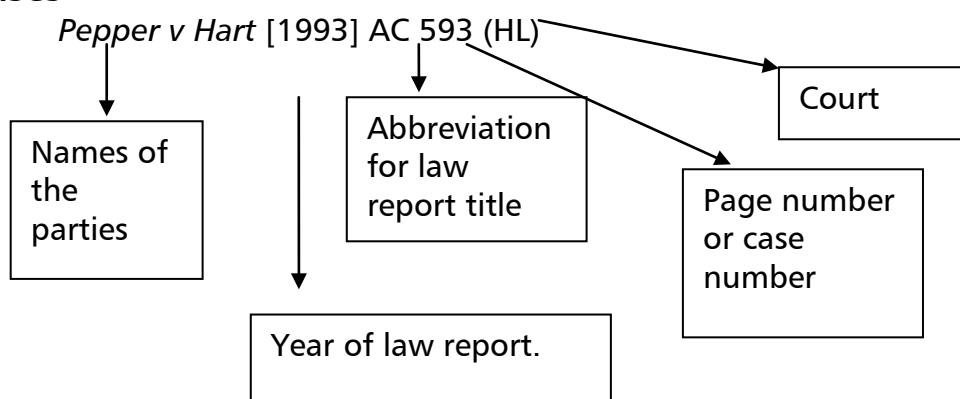 Pepper v Hart [1993] AC 593 (HL)
Court
Names of
the
parties
Abbreviation
for law
report title
Page number
or case
number
Year of law report.